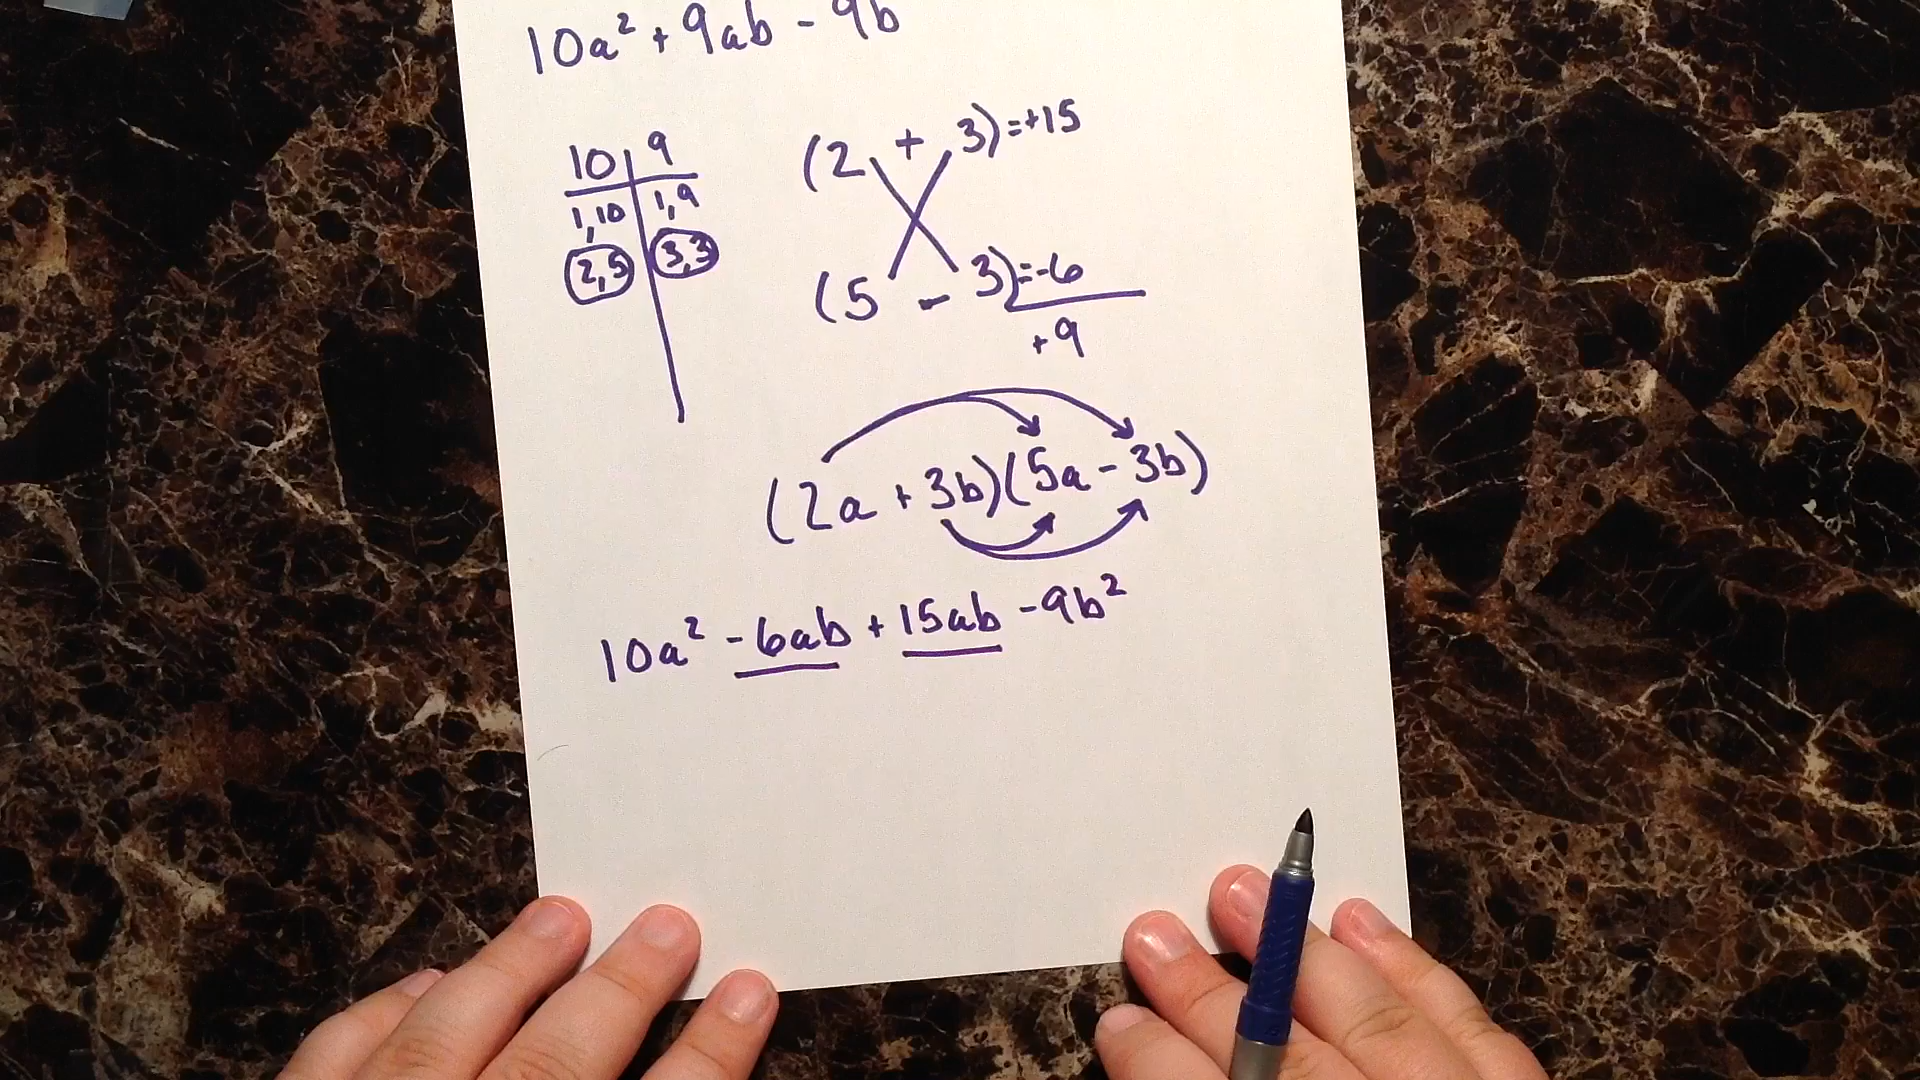 10a² + 9ab - 9b
10 | 9
1,10 | 1,9
2,5 | 3,3
(2 + 3) = +15
(5 - 3) = -6
+9
(2a + 3b)(5a - 3b)
10a² - 6ab + 15ab - 9b²